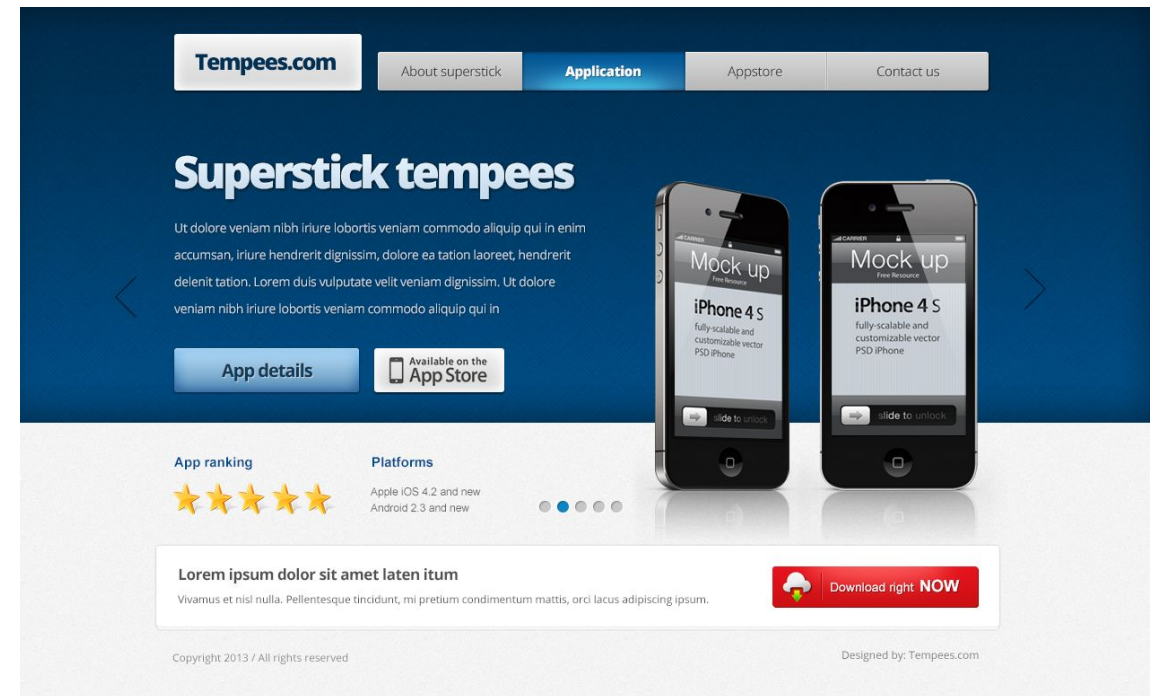 Tempees.com
About superstick
Application
Appstore
Contact us
Superstick tempees
Ut dolore veniam nibh iriure lobortis veniam commodo aliquip qui in enim
accumsan, iriure hendrerit dignissim, dolore ea tation laoreet, hendrerit
delenit tation. Lorem duis vulputate velit veniam dignissim. Ut dolore
veniam nibh iriure lobortis veniam commodo aliquip qui in
App details
Available on the
App Store
CARRIER
Mock up
Free Resource
iPhone 4 S
fully-scalable and
customizable vector
PSD iPhone
slide to unlock
CARRIER
Mock up
Free Resource
iPhone 4 S
fully-scalable and
customizable vector
PSD iPhone
slide to unlock
App ranking
Platforms
Apple iOS 4.2 and new
Android 2.3 and new
Lorem ipsum dolor sit amet laten itum
Vivamus et nisl nulla. Pellentesque tincidunt, mi pretium condimentum mattis, orci lacus adipiscing ipsum.
Download right NOW
Copyright 2013 / All rights reserved
Designed by: Tempees.com